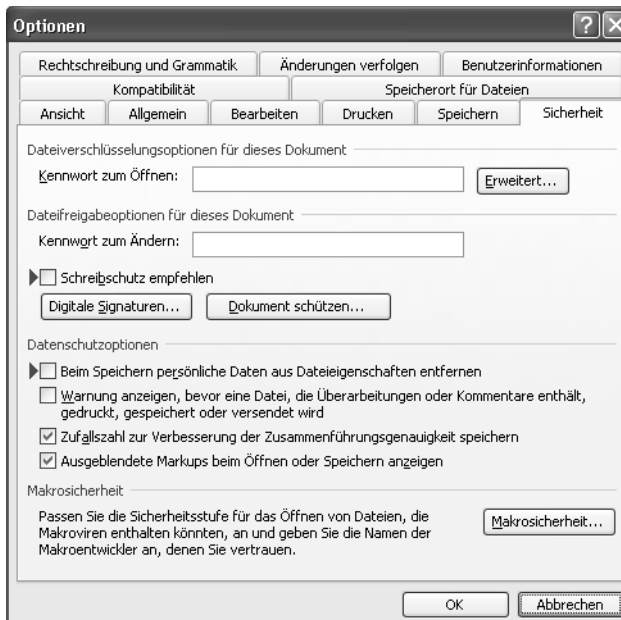 Optionen
Rechtschreibung und Grammatik Änderungen verfolgen Benutzerinformationen
Kompatibilität Speicherort für Dateien
Ansicht Allgemein Bearbeiten Drucken Speichern Sicherheit
Dateiverschlüsselungsoptionen für dieses Dokument
Kennwort zum Öffnen: Erweitert...
Dateifreigabeoptionen für dieses Dokument
Kennwort zum Ändern:
Schreibschutz empfehlen
Digitale Signaturen... Dokument schützen...
Datenschutzoptionen
Beim Speichern persönliche Daten aus Dateieigenschaften entfernen
Warnung anzeigen, bevor eine Datei, die Überarbeitungen oder Kommentare enthält,
gedruckt, gespeichert oder versendet wird
Zufallszahl zur Verbesserung der Zusammenführungsgenauigkeit speichern
Ausgeblendete Markups beim Öffnen oder Speichern anzeigen
Makrosicherheit
Passen Sie die Sicherheitsstufe für das Öffnen von Dateien, die
Makroviren enthalten könnten, an und geben Sie die Namen der
Makroentwickler an, denen Sie vertrauen.
Makrosicherheit...
OK Abbrechen